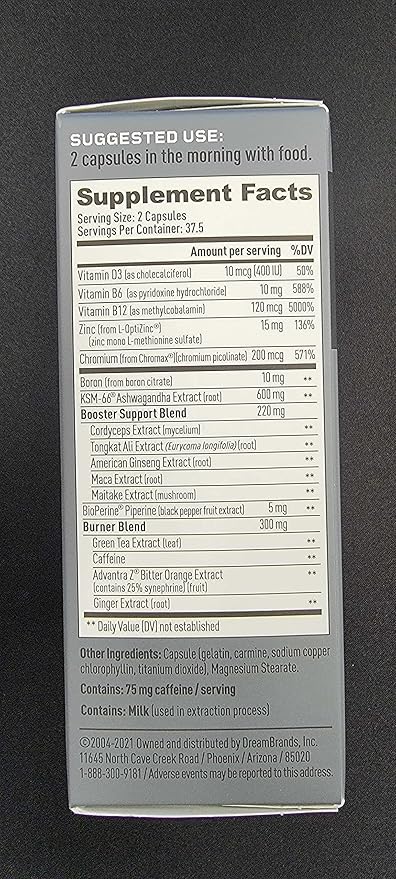 SUGGESTED USE:
2 capsules in the morning with food.
Supplement Facts
Serving Size: 2 Capsules
Servings Per Container: 37.5
Amount per serving %DV
Vitamin D3 (as cholecalciferol) 10 mcg (400 IU) 50%
Vitamin B6 (as pyridoxine hydrochloride) 10 mg 588%
Vitamin B12 (as methylcobalamin) 120 mcg 5000%
Zinc (from L-OptiZinc®) 15 mg 136%
(zinc mono L-methionine sulfate)
Chromium (from Chromax®)(chromium picolinate) 200 mcg 571%
Boron (from boron citrate) 10 mg **
KSM-66® Ashwagandha Extract (root) 600 mg **
Booster Support Blend 220 mg
Cordyceps Extract (mycelium) **
Tongkat Ali Extract (Eurycoma longifolia) (root) **
American Ginseng Extract (root) **
Maca Extract (root) **
Maitake Extract (mushroom) **
BioPerine® Piperine (black pepper fruit extract) 5 mg **
Burner Blend 300 mg
Green Tea Extract (leaf) **
Caffeine **
Advantra Z® Bitter Orange Extract **
(contains 25% synephrine) (fruit)
Ginger Extract (root) **
** Daily Value (DV) not established
Other Ingredients: Capsule (gelatin, carmine, sodium copper
chlorophyllin, titanium dioxide), Magnesium Stearate.
Contains: 75 mg caffeine / serving
Contains: Milk (used in extraction process)
©2004-2021 Owned and distributed by DreamBrands, Inc.
11645 North Cave Creek Road / Phoenix / Arizona / 85020
1-888-300-9181 / Adverse events may be reported to this address.